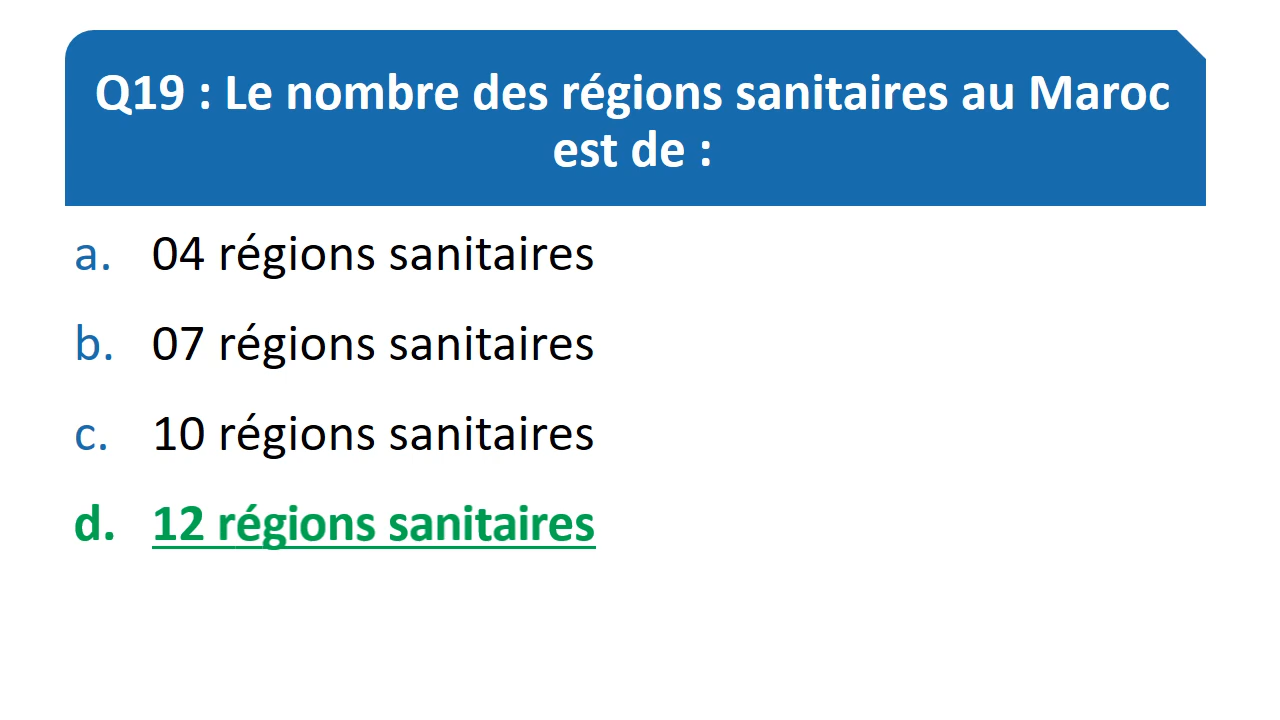 Q19 : Le nombre des régions sanitaires au Maroc
est de :
a. 04 régions sanitaires
b. 07 régions sanitaires
c. 10 régions sanitaires
d. 12 régions sanitaires